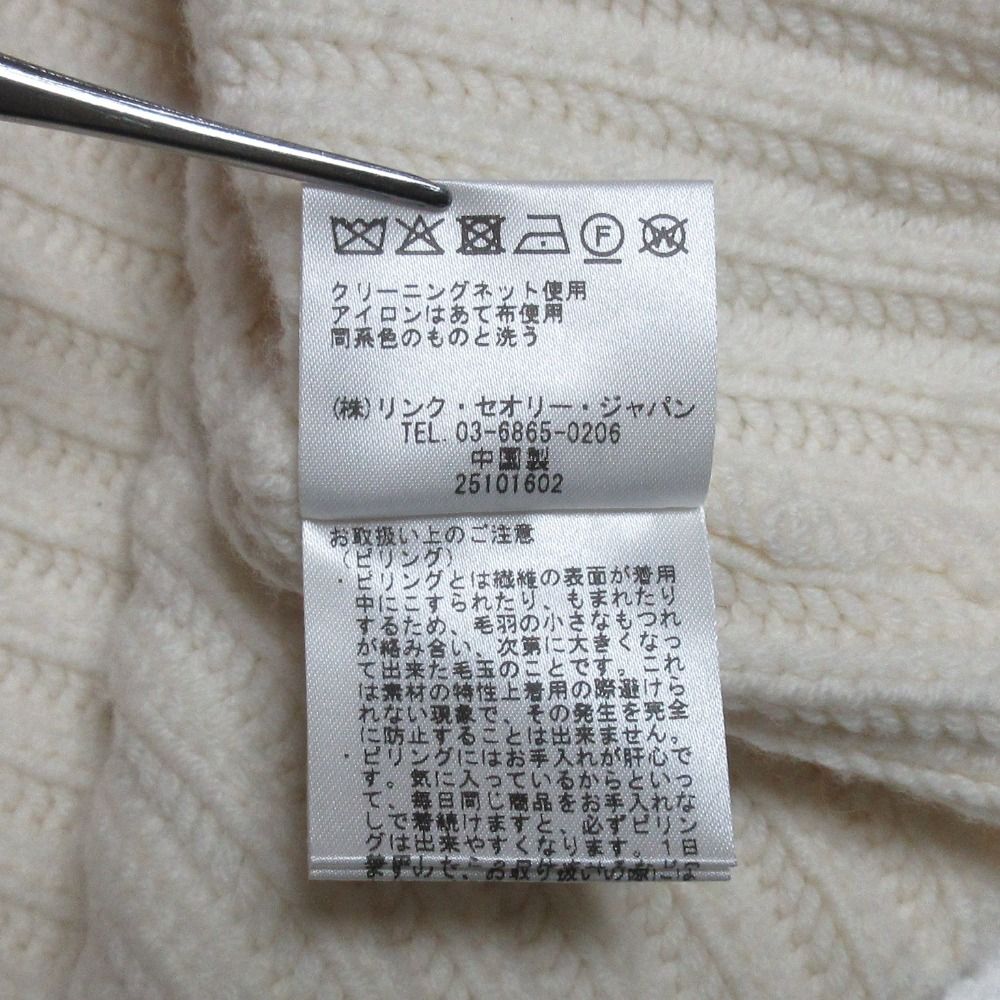 F W
クリーニングネット使用
アイロンはあて布使用
同系色のものと洗う
(株)リンク・セオリー・ジャパン
TEL. 03-6865-0206
中国製
25101602
お取扱い上のご注意
(ピリング)
・ピリングとは繊維の表面が着用
中にこすられたり、もまれたり
するため、毛羽の小さなもつれ
が絡み合い、次第に大きくなっ
て出来た毛玉のことです。これ
は素材の特性上着用の際避けら
れない現象で、その発生を完全
に防止することは出来ません。
・ピリングにはお手入れが肝心で
す。気に入っているからといっ
て、毎日同じ商品をお手入れな
しで着続けますと、必ずピリン
グは出来やすくなります。1日